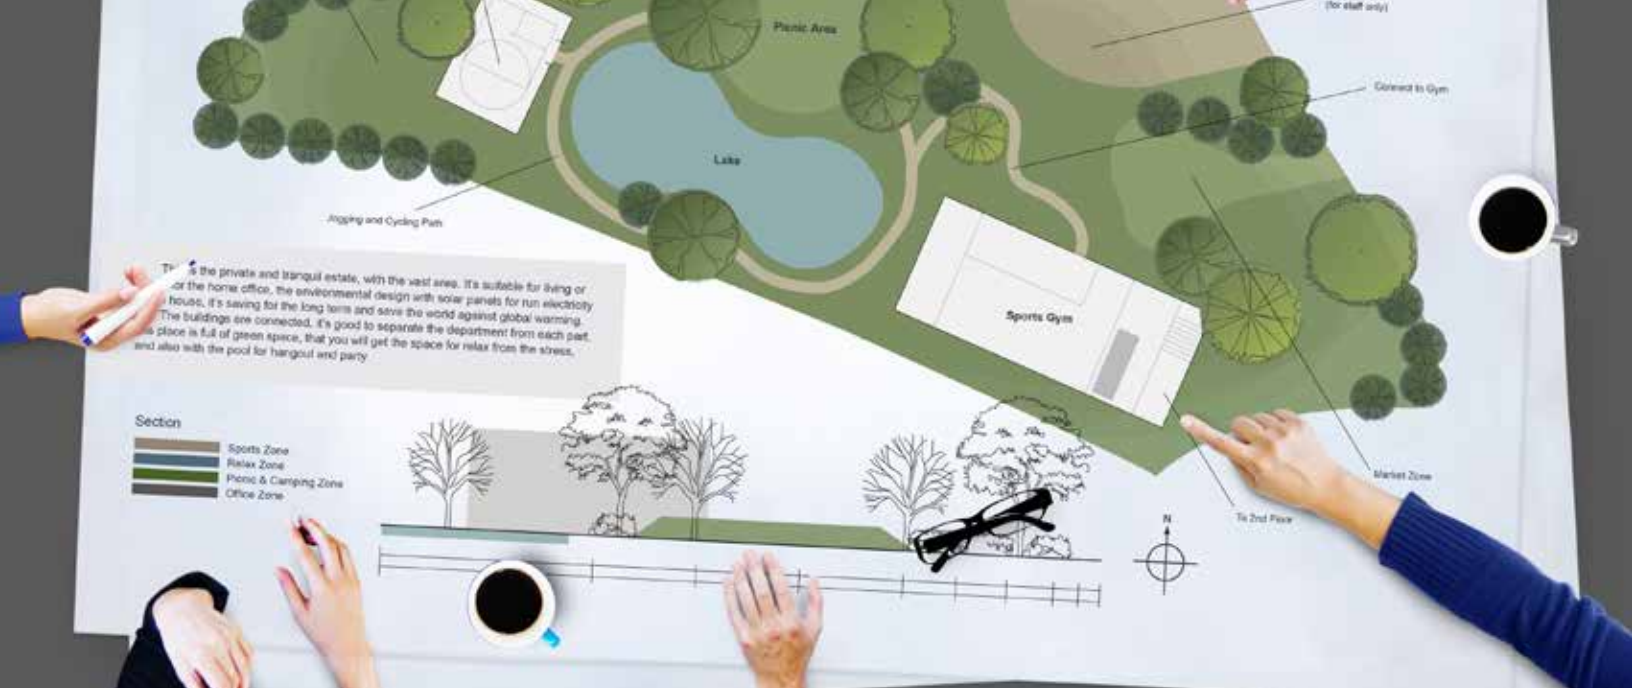 (for staff only)
Picnic Area
Connect to Gym
Lake
Jogging and Cycling Path
the private and tranquil estate, with the vast area. It's suitable for living or
or the home office, the environmental design with solar panels for run electricity
house, it's saving for the long term and save the world against global warming.
The buildings are connected, it's good to separate the department from each part.
place is full of green space, that you will get the space for relax from the stress,
and also with the pool for hangout and party
Sports Gym
Section
Sports Zone
Relax Zone
Picnic & Camping Zone
Office Zone
Market Zone
To 2nd Floor
N